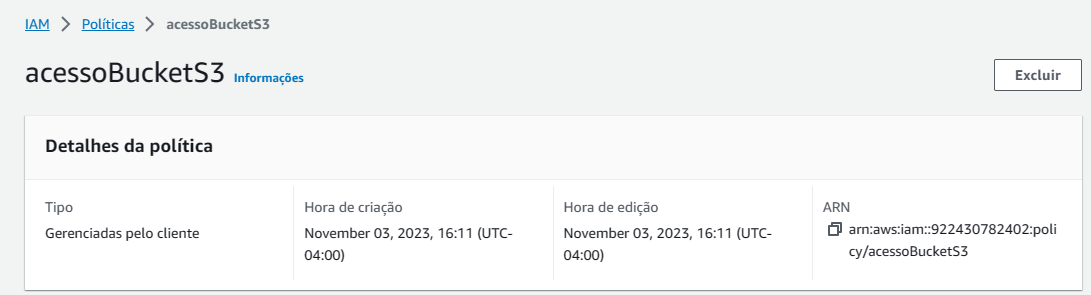 IAM > Políticas > acessoBucketS3
acessoBucketS3 Informações
Excluir
Detalhes da política
Tipo
Gerenciadas pelo cliente
Hora de criação
November 03, 2023, 16:11 (UTC-
04:00)
Hora de edição
November 03, 2023, 16:11 (UTC-
04:00)
ARN
arn:aws:iam::922430782402:poli
cy/acessoBucketS3